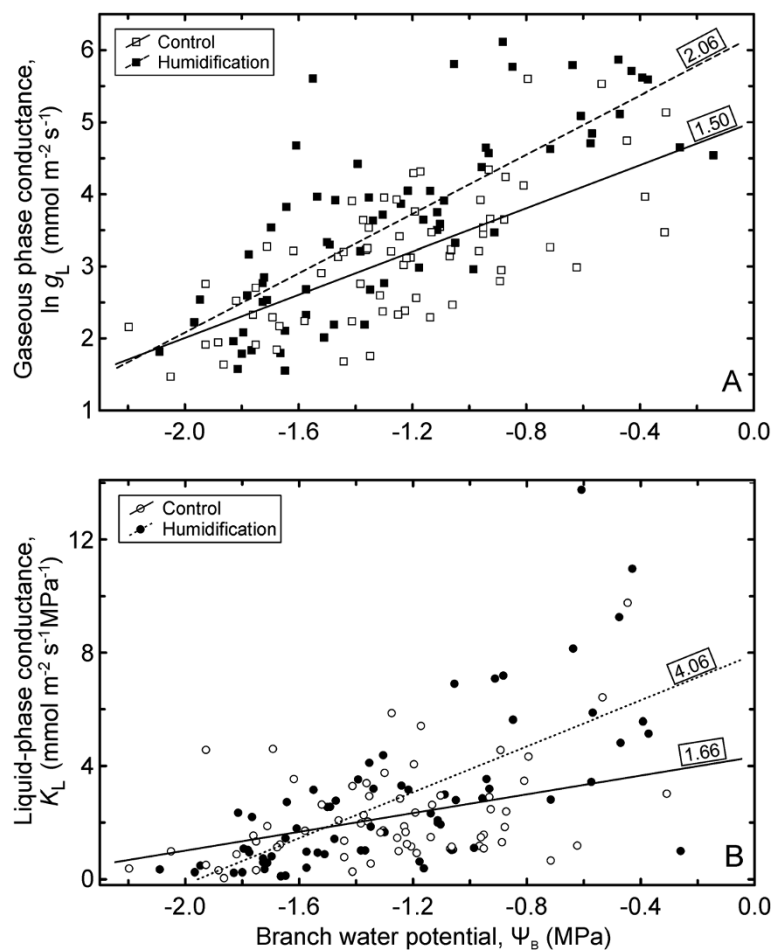 Control
Humidification
2.06
1.50
6
5
4
3
2
1
Gaseous phase conductance,
ln gL (mmol m-2 s-1)
A
-2.0 -1.6 -1.2 -0.8 -0.4 0.0
Control
Humidification
4.06
1.66
12
8
4
0
Liquid-phase conductance,
KL (mmol m-2 s-1MPa-1)
B
-2.0 -1.6 -1.2 -0.8 -0.4 0.0
Branch water potential, ΨB (MPa)